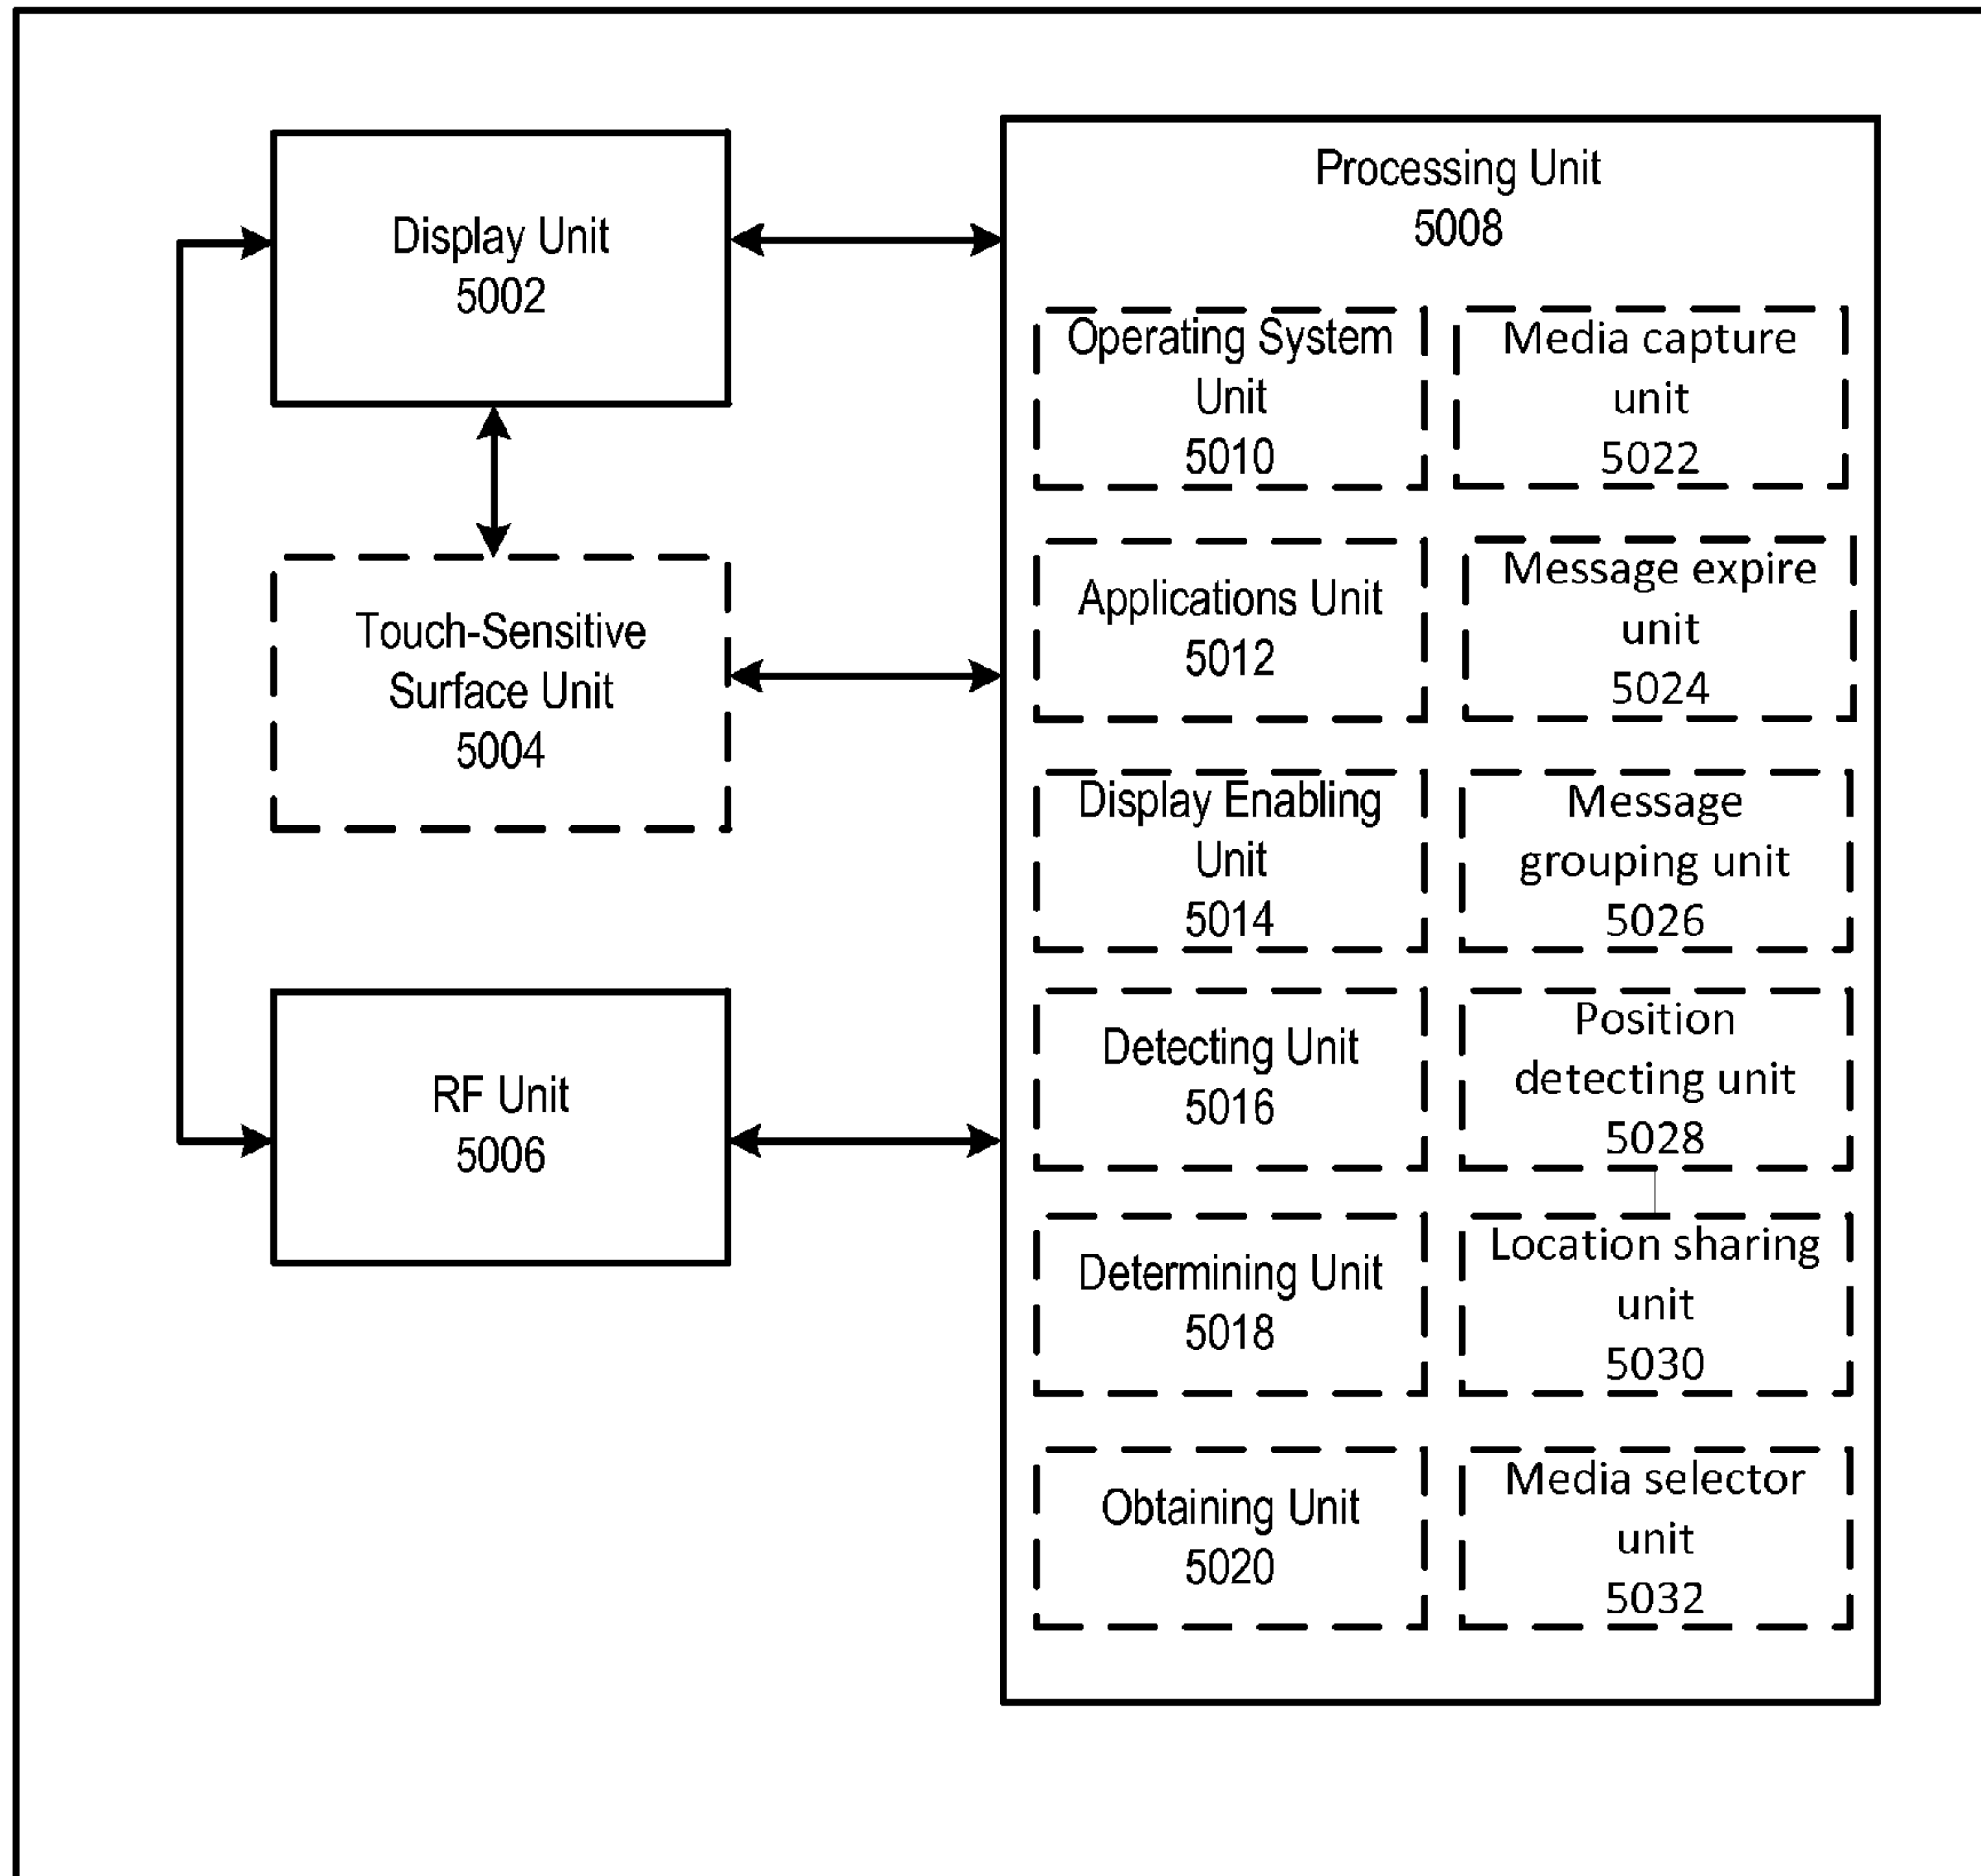 Display Unit
5002
Touch-Sensitive
Surface Unit
5004
RF Unit
5006
Processing Unit
5008
Operating System
Unit
5010
Applications Unit
5012
Display Enabling
Unit
5014
Detecting Unit
5016
Determining Unit
5018
Obtaining Unit
5020
Media capture
unit
5022
Message expire
unit
5024
Message
grouping unit
5026
Position
detecting unit
5028
Location sharing
unit
5030
Media selector
unit
5032